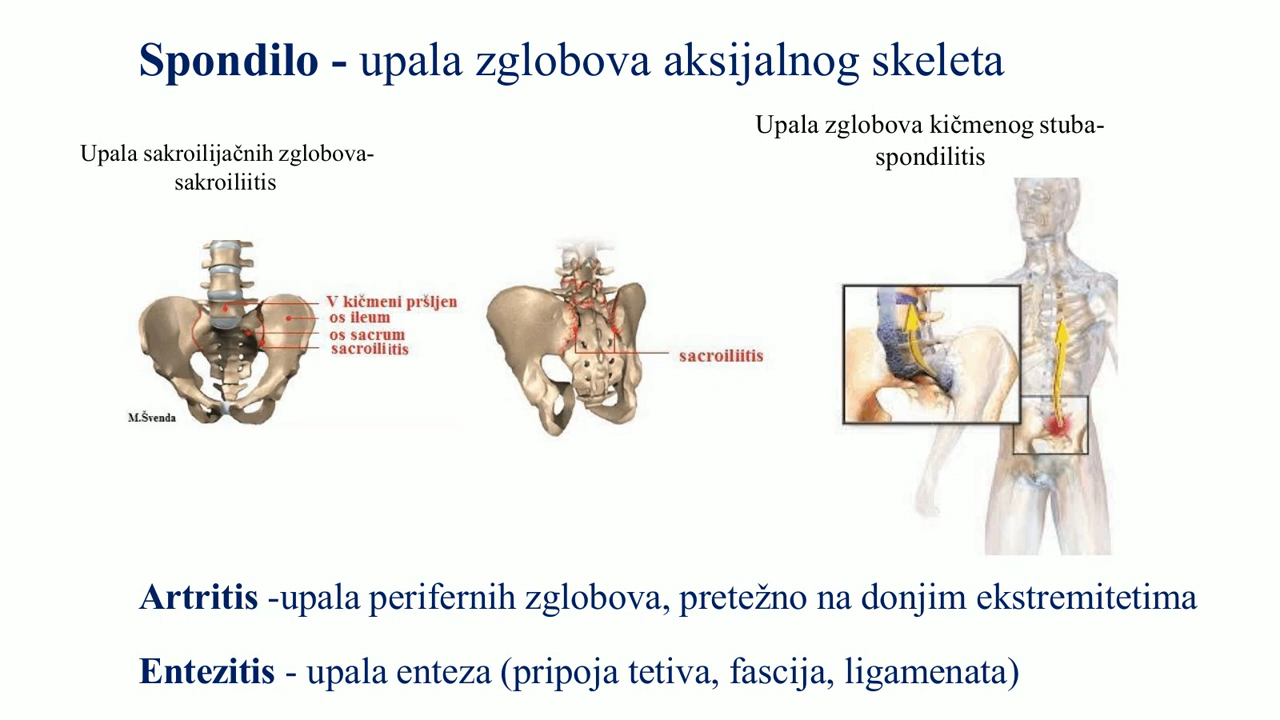 Spondilo - upala zglobova aksijalnog skeleta
Upala sakroilijačnih zglobova-
sakroiliitis
Upala zglobova kičmenog stuba-
spondilitis
V kičmeni pršljen
os ileum
os sacrum
sacroiliitis
M.Švenda
sacroiliitis
Artritis -upala perifernih zglobova, pretežno na donjim ekstremitetima
Entezitis - upala enteza (pripoja tetiva, fascija, ligamenata)